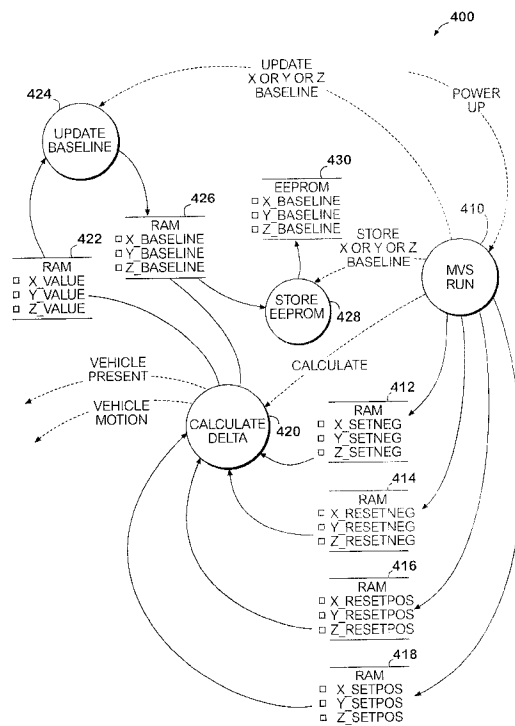 400
UPDATE
X OR Y OR Z
BASELINE
POWER
UP
424
UPDATE
BASELINE
430
EEPROM
X_BASELINE
Y_BASELINE
Z_BASELINE
426
RAM
X_BASELINE
Y_BASELINE
Z_BASELINE
410
MVS
RUN
422
RAM
X_VALUE
Y_VALUE
Z_VALUE
STORE
X OR Y OR Z
BASELINE
STORE
EEPROM
428
VEHICLE
PRESENT
VEHICLE
MOTION
CALCULATE
CALCULATE
DELTA
420
412
RAM
X_SETNEG
Y_SETNEG
Z_SETNEG
414
RAM
X_RESETNEG
Y_RESETNEG
Z_RESETNEG
416
RAM
X_RESETPOS
Y_RESETPOS
Z_RESETPOS
418
RAM
X_SETPOS
Y_SETPOS
Z_SETPOS